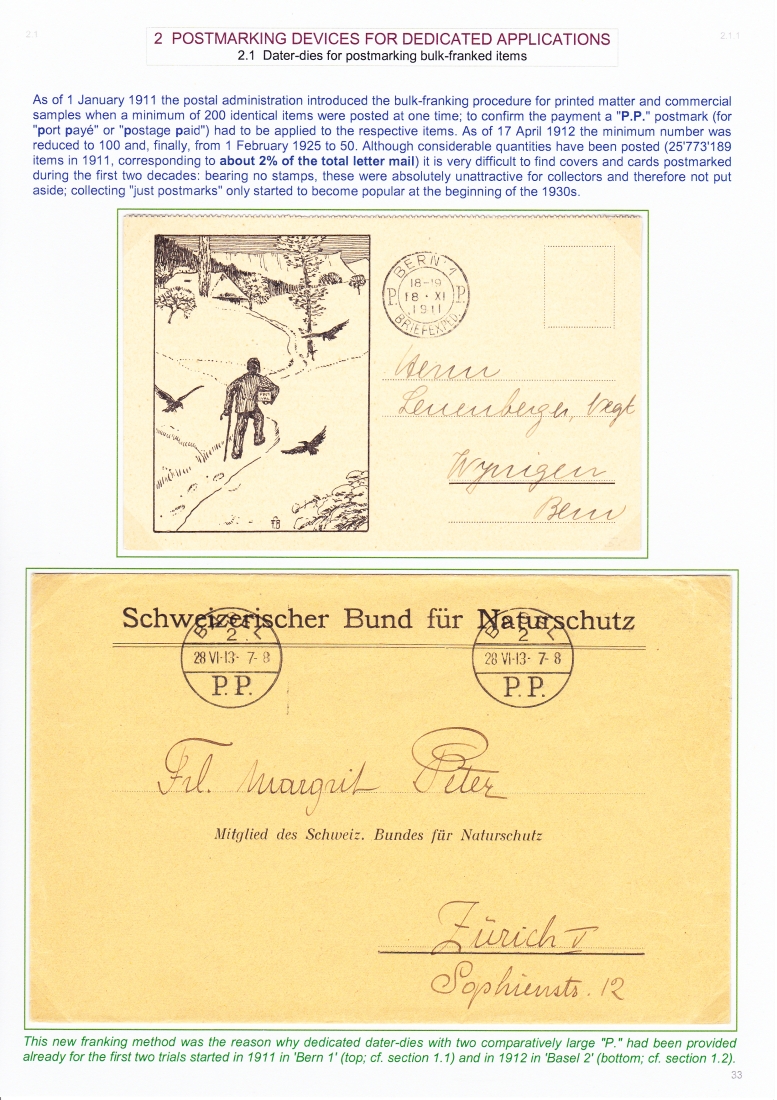 2.1
2.1.1
2 POSTMARKING DEVICES FOR DEDICATED APPLICATIONS
2.1 Dater-dies for postmarking bulk-franked items
As of 1 January 1911 the postal administration introduced the bulk-franking procedure for printed matter and commercial
samples when a minimum of 200 identical items were posted at one time; to confirm the payment a "P.P." postmark (for
"port payé" or "postage paid") had to be applied to the respective items. As of 17 April 1912 the minimum number was
reduced to 100 and, finally, from 1 February 1925 to 50. Although considerable quantities have been posted (25'773'189
items in 1911, corresponding to about 2% of the total letter mail) it is very difficult to find covers and cards postmarked
during the first two decades: bearing no stamps, these were absolutely unattractive for collectors and therefore not put
aside; collecting "just postmarks" only started to become popular at the beginning of the 1930s.
BERN 1
18-19
P. 18 · XI P.
1911
BRIEFEXP.
Herrn
Leuenberger, Vegt
Wynigen
Bern
Schweizerischer Bund für Naturschutz
BASEL BASEL
2 2
28 VI·13- 7-8 28 VI·13- 7-8
P.P. P.P.
Frl. Margrit Peter
Mitglied des Schweiz. Bundes für Naturschutz
Zürich V
Sophienstr. 12
This new franking method was the reason why dedicated dater-dies with two comparatively large "P." had been provided
already for the first two trials started in 1911 in 'Bern 1' (top; cf. section 1.1) and in 1912 in 'Basel 2' (bottom; cf. section 1.2).
33